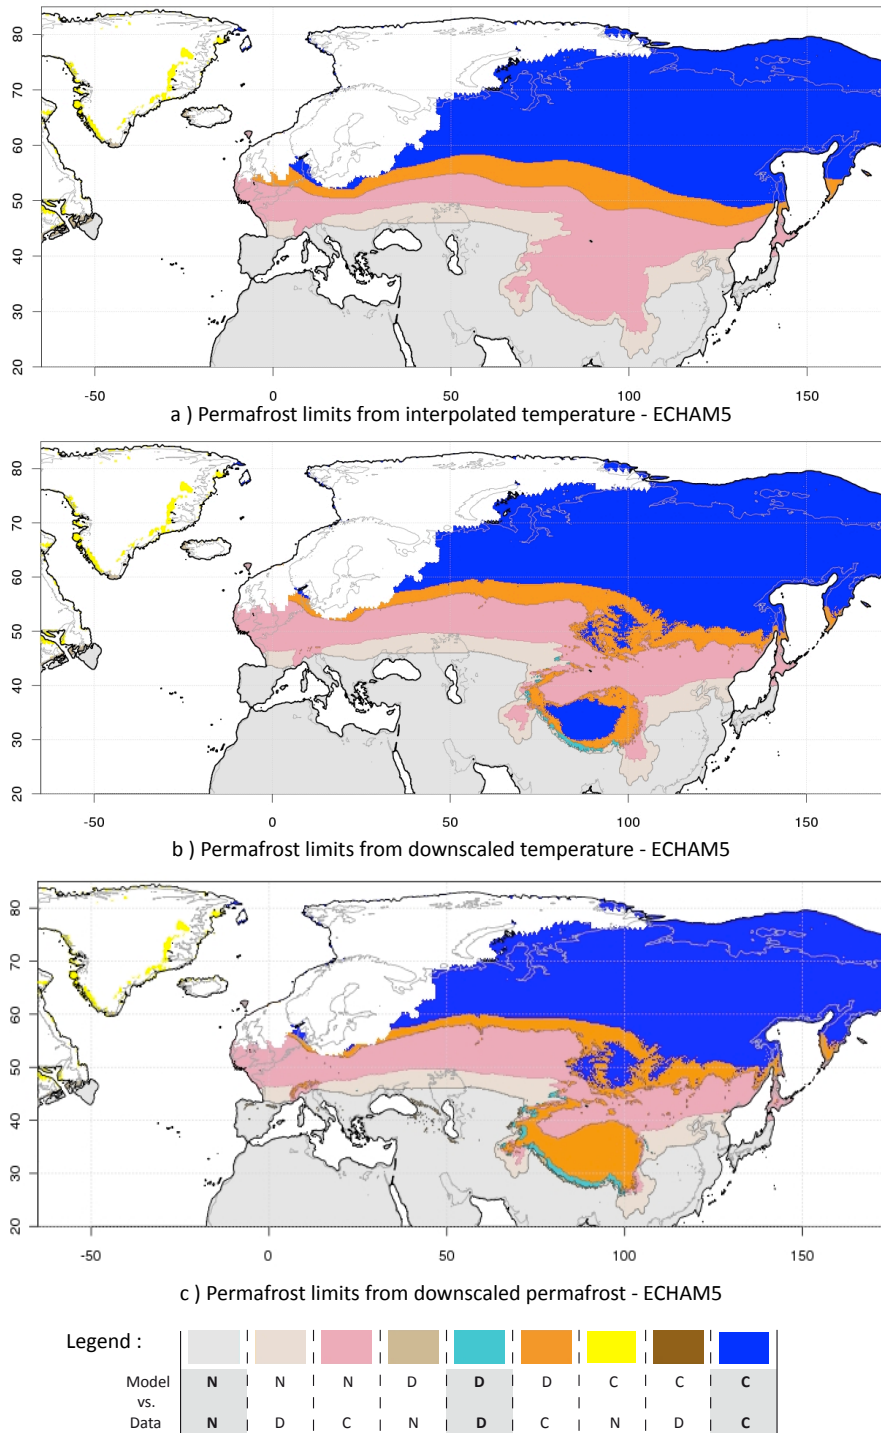 80
70
60
50
40
30
20
-50 0 50 100 150
a ) Permafrost limits from interpolated temperature - ECHAM5
80
70
60
50
40
30
20
-50 0 50 100 150
b ) Permafrost limits from downscaled temperature - ECHAM5
80
70
60
50
40
30
20
-50 0 50 100 150
c ) Permafrost limits from downscaled permafrost - ECHAM5
Legend :
Model N N N D D D C C C
vs.
Data N D C N D C N D C